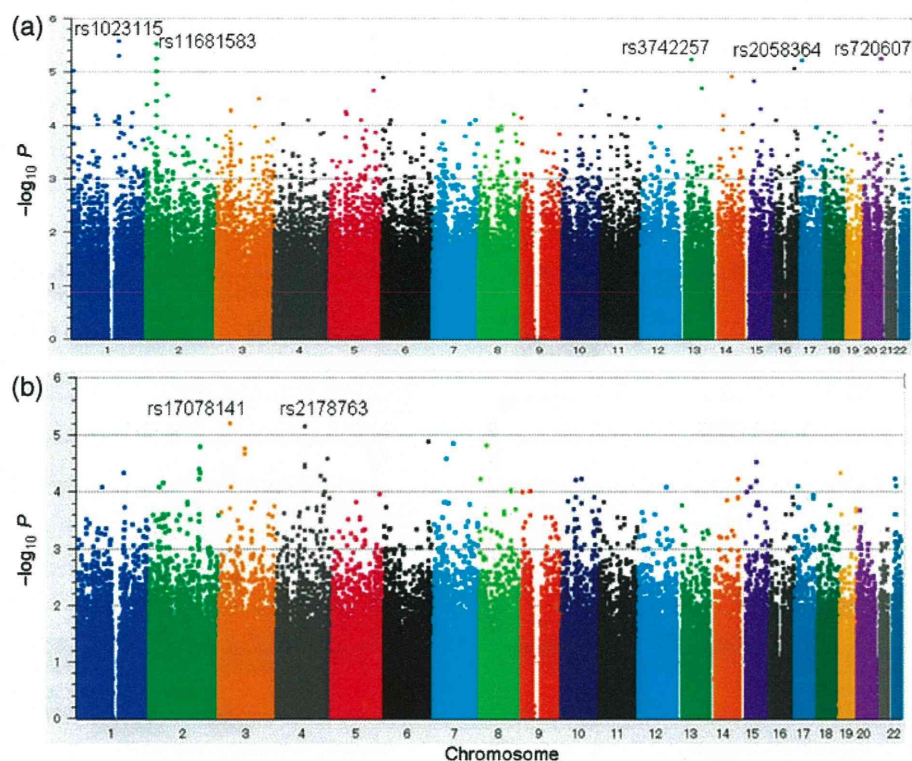 (a)
6
rs1023115
rs11681583
rs3742257
rs2058364
rs720607
5
4
3
2
1
0
−log10 P
1 2 3 4 5 6 7 8 9 10 11 12 13 14 15 16 17 18 19 20 21 22
(b)
6
rs17078141
rs2178763
5
4
3
2
1
0
−log10 P
1 2 3 4 5 6 7 8 9 10 11 12 13 14 15 16 17 18 19 20 22
Chromosome